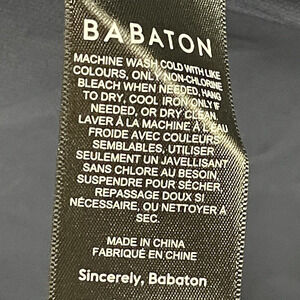 BABATON
MACHINE WASH COLD WITH LIKE
COLOURS, ONLY NON-CHLORINE
BLEACH WHEN NEEDED, HANG
TO DRY, COOL IRON ONLY IF
NEEDED, OR DRY CLEAN.
LAVER À LA MACHINE À L'EAU
FROIDE AVEC COULEURS
SEMBLABLES, UTILISER
SEULEMENT UN JAVELLISANT
SANS CHLORE AU BESOIN,
SUSPENDRE POUR SÉCHER,
REPASSAGE DOUX SI
NÉCESSAIRE, OU NETTOYER À
SEC.
MADE IN CHINA
FABRIQUÉ EN CHINE
Sincerely, Babaton